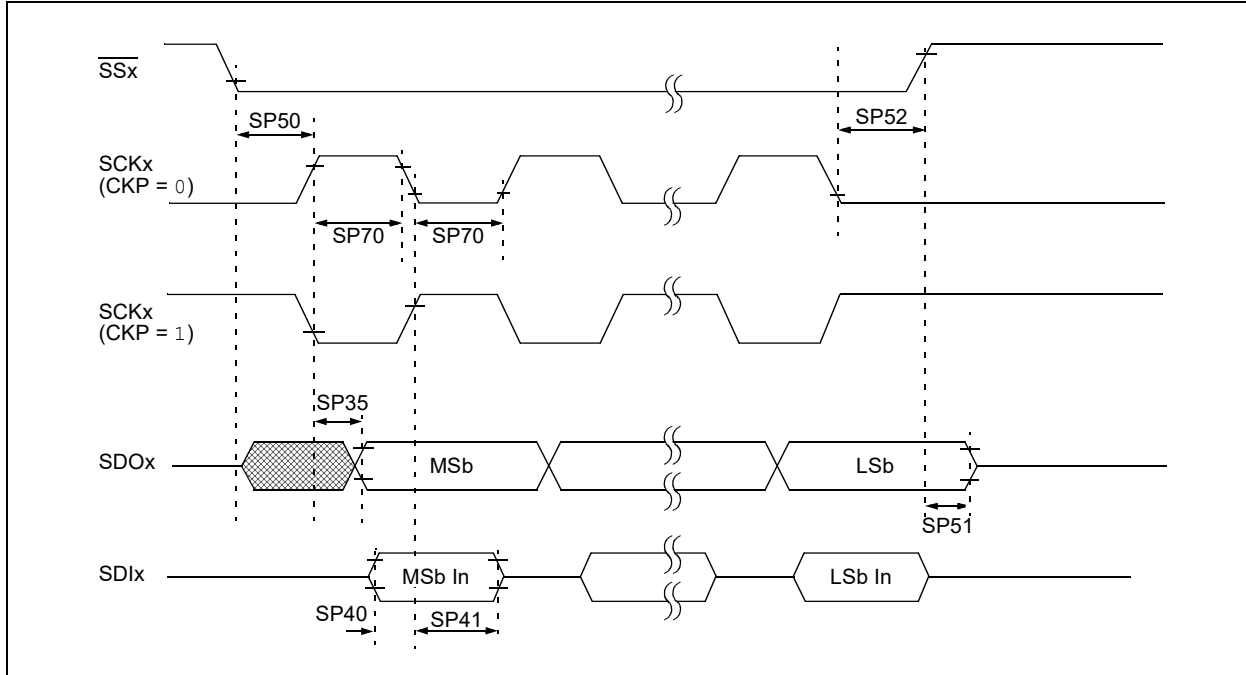 SSx
SP50
SP52
SCKx
(CKP = 0)
SP70
SP70
SCKx
(CKP = 1)
SP35
SDOx
MSb
LSb
SP51
SDIx
MSb In
LSb In
SP40
SP41